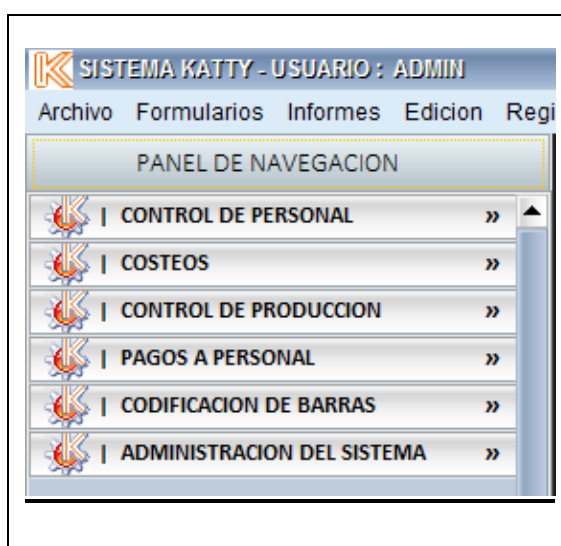 SISTEMA KATTY - USUARIO : ADMIN
Archivo Formularios Informes Edicion Regi
PANEL DE NAVEGACION
| CONTROL DE PERSONAL »
| COSTEOS »
| CONTROL DE PRODUCCION »
| PAGOS A PERSONAL »
| CODIFICACION DE BARRAS »
| ADMINISTRACION DEL SISTEMA »